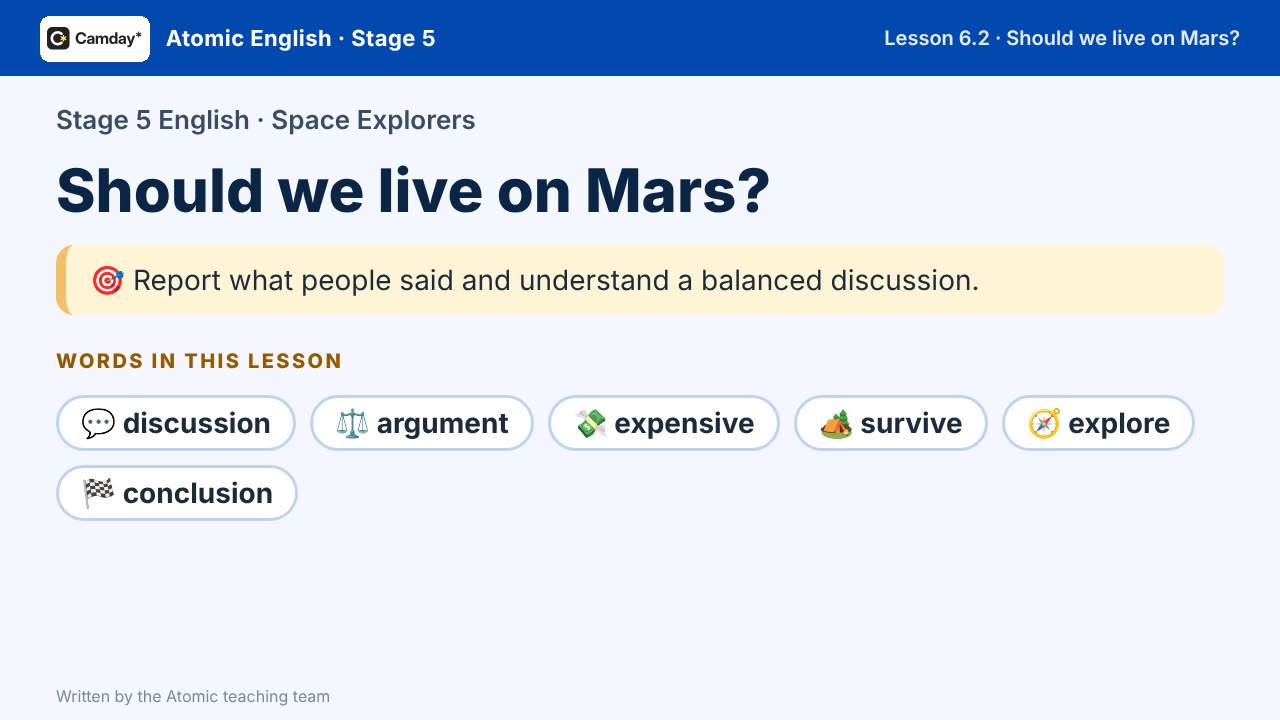 Camday*
Atomic English · Stage 5
Lesson 6.2 · Should we live on Mars?
Stage 5 English · Space Explorers
Should we live on Mars?
🎯 Report what people said and understand a balanced discussion.
WORDS IN THIS LESSON
💬 discussion ⚖️ argument 💸 expensive 🏕️ survive 🧭 explore
🏁 conclusion
Written by the Atomic teaching team